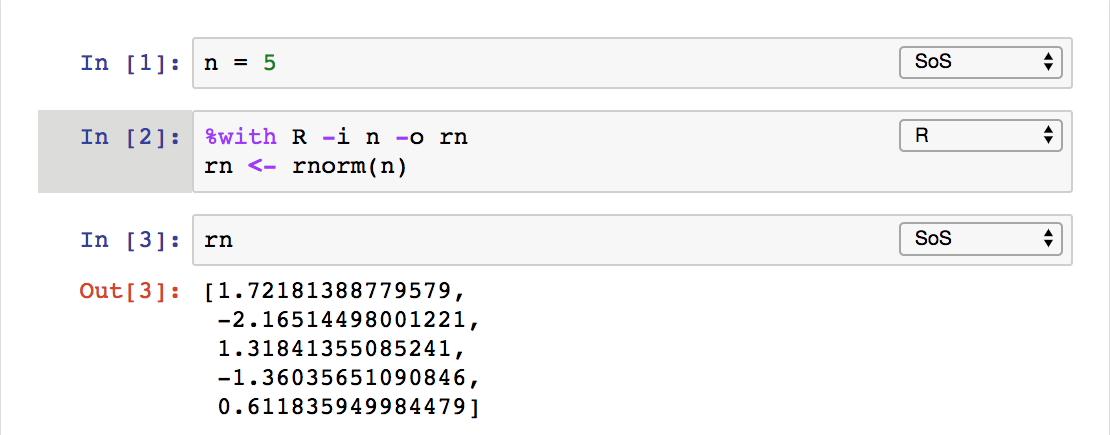 In [1]: n = 5 SoS
In [2]: %with R -i n -o rn R
rn <- rnorm(n)
In [3]: rn SoS
Out[3]: [1.72181388779579,
-2.16514498001221,
1.31841355085241,
-1.36035651090846,
0.611835949984479]